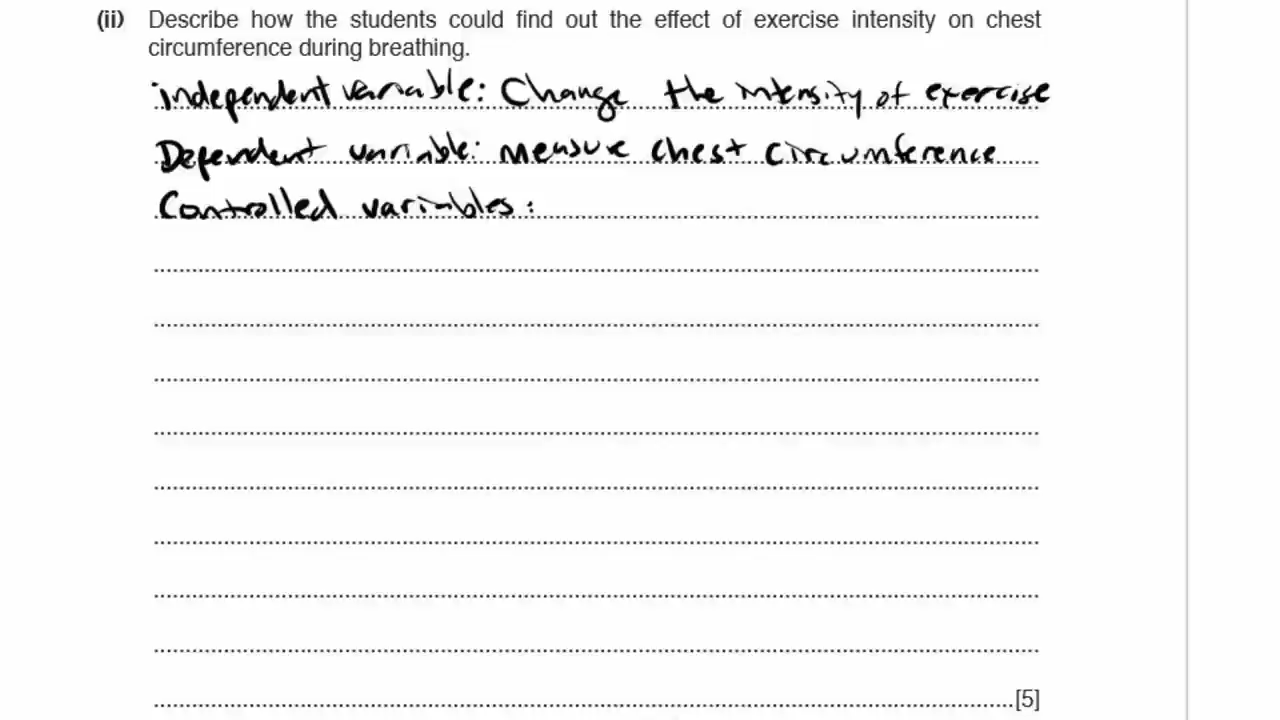 (ii) Describe how the students could find out the effect of exercise intensity on chest
circumference during breathing.
independent variable: Change the intensity of exercise
Dependent variable: measure chest circumference
Controlled variables:
[5]